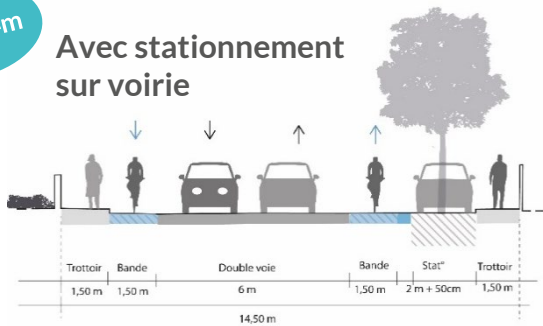 m
Avec stationnement
sur voirie
Trottoir Bande Double voie Bande Stat° Trottoir
1,50 m 1,50 m 6 m 1,50 m 2 m + 50cm 1,50 m
14,50 m